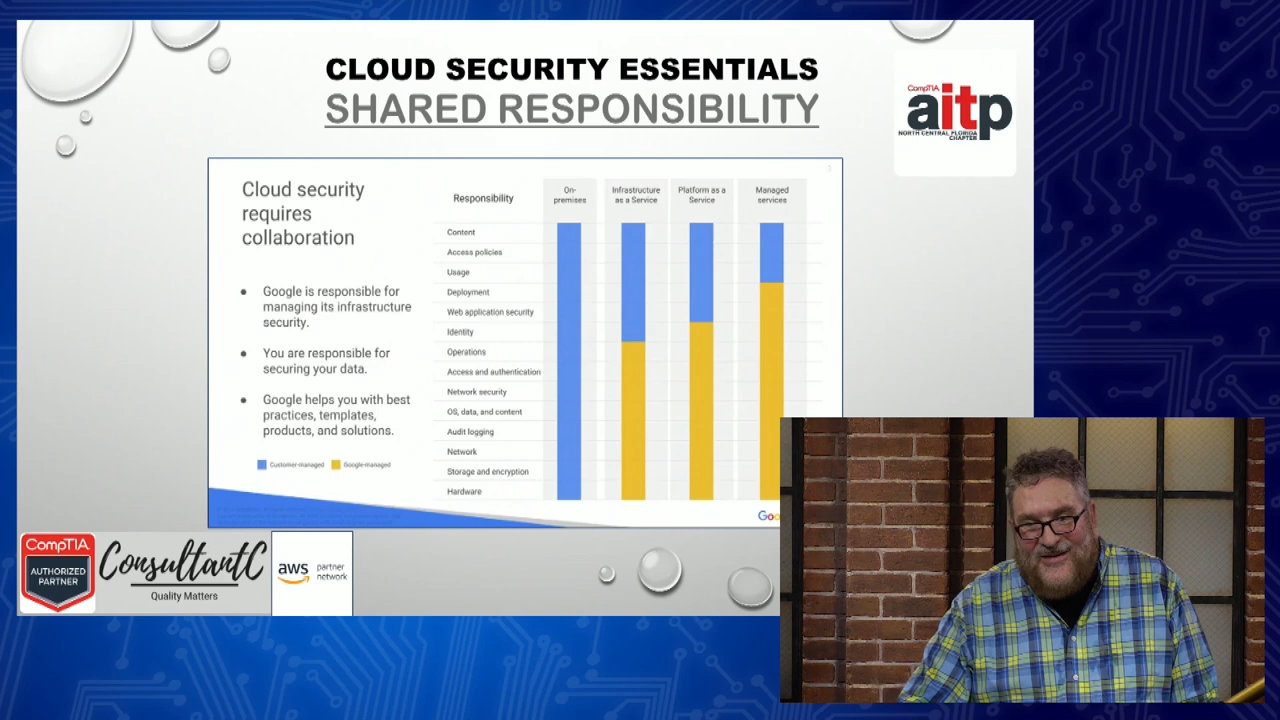 CLOUD SECURITY ESSENTIALS
SHARED RESPONSIBILITY
CompTIA
aitp
NORTH CENTRAL FLORIDA
CHAPTER
Cloud security
requires
collaboration
Google is responsible for
managing its infrastructure
security.
You are responsible for
securing your data.
Google helps you with best
practices, templates,
products, and solutions.
Customer-managed
Google-managed
Responsibility
On-
premises
Infrastructure
as a Service
Platform as a
Service
Managed
services
Content
Access policies
Usage
Deployment
Web application security
Identity
Operations
Access and authentication
Network security
OS, data, and content
Audit logging
Network
Storage and encryption
Hardware
CompTIA
AUTHORIZED
PARTNER
ConsultantC
Quality Matters
aws partner
network